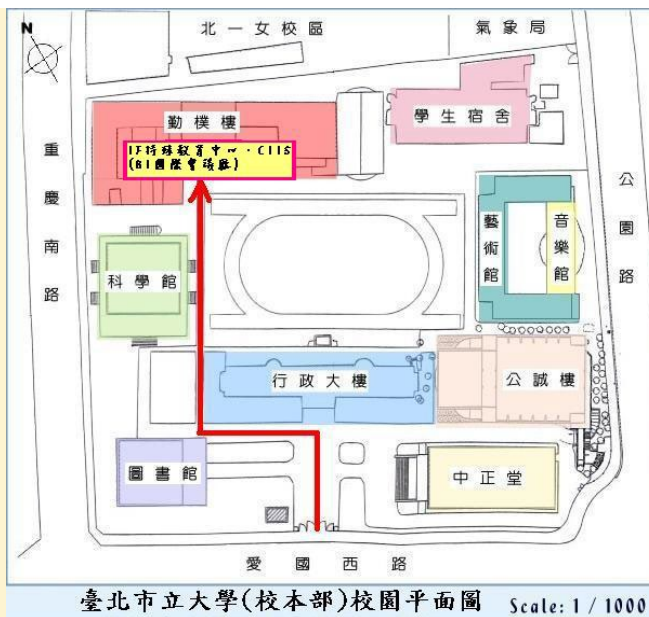 N
北一女校區
氣象局
勤樸樓
1F特殊教育中心·C115
(B1國際會議廳)
學生宿舍
重慶南路
公園路
藝術館
音樂館
科學館
行政大樓
公誠樓
圖書館
中正堂
愛國西路
臺北市立大學(校本部)校園平面圖 Scale: 1 / 1000